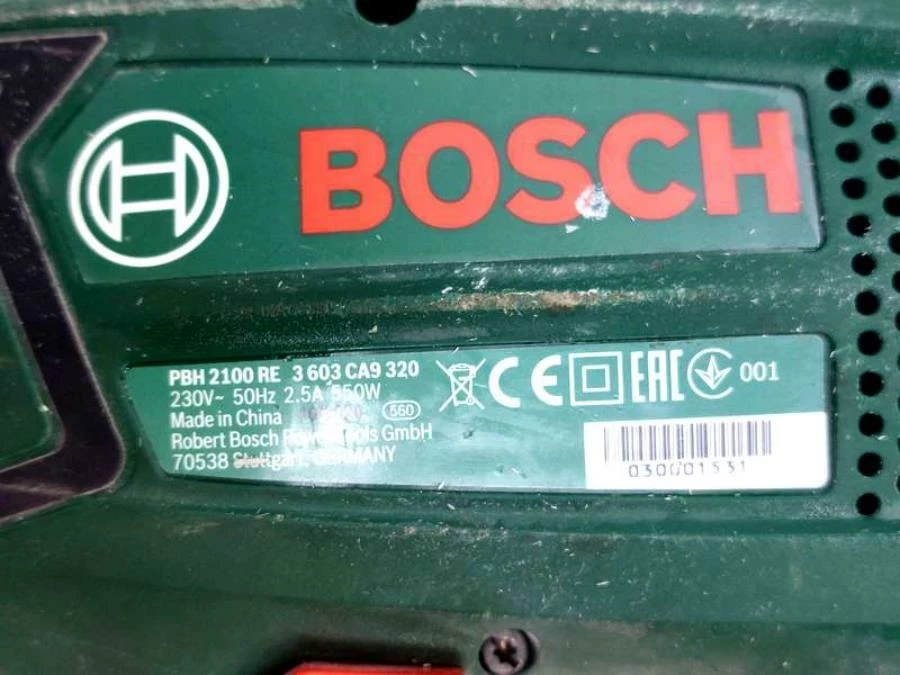 BOSCH
PBH 2100 RE 3 603 CA9 320
230V~ 50Hz 2.5A 550W
Made in China 560
Robert Bosch Power Tools GmbH
70538 Stuttgart, GERMANY
CE EAC 001
030001531